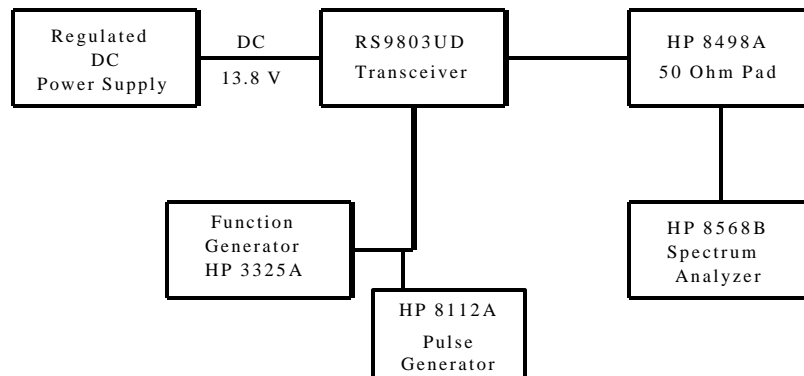 Regulated
DC
Power Supply
DC
13.8 V
RS9803UD
Transceiver
HP 8498A
50 Ohm Pad
Function
Generator
HP 3325A
HP 8568B
Spectrum
Analyzer
HP 8112A
Pulse
Generator